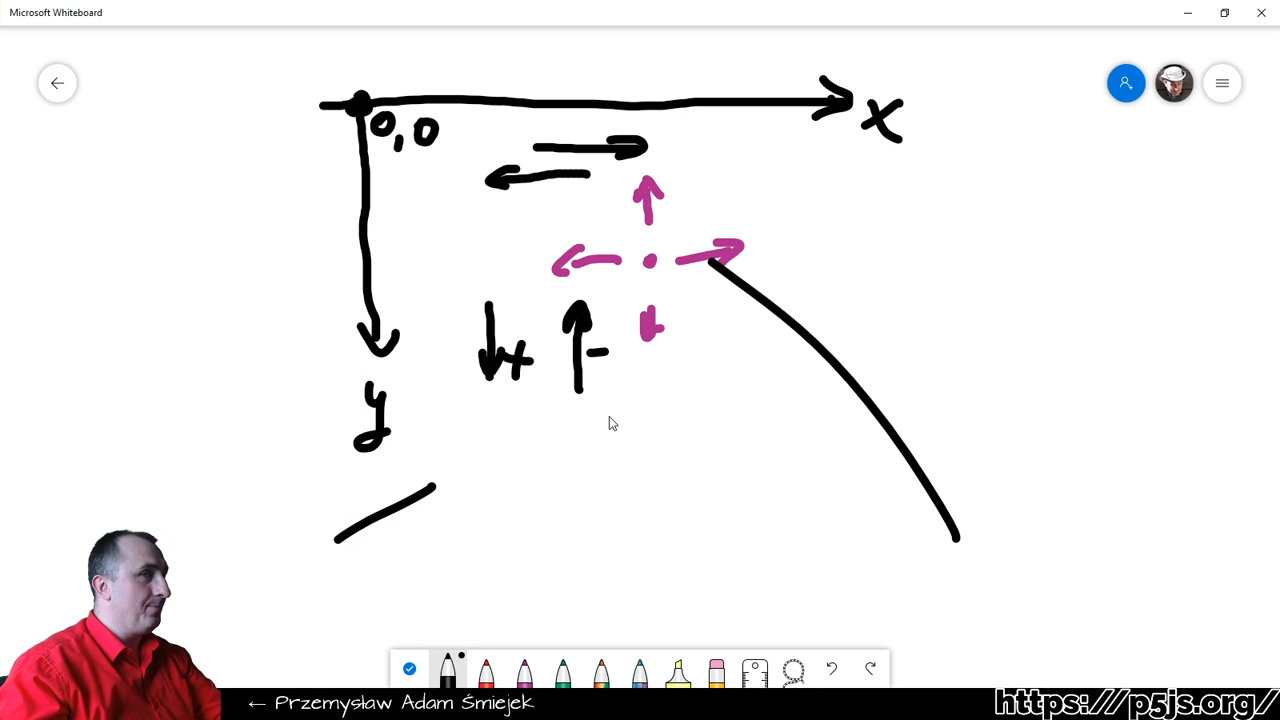 Microsoft Whiteboard
x
0,0
+ -
y
← Przemysław Adam Śmiejek
https://p5js.org/